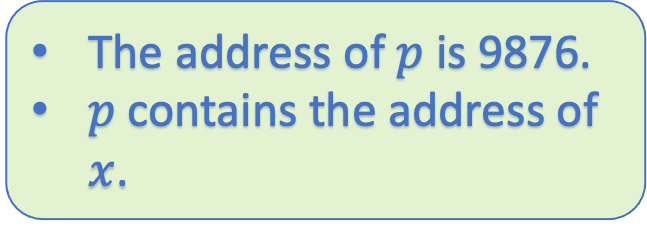 • The address of p is 9876.
• p contains the address of
x.